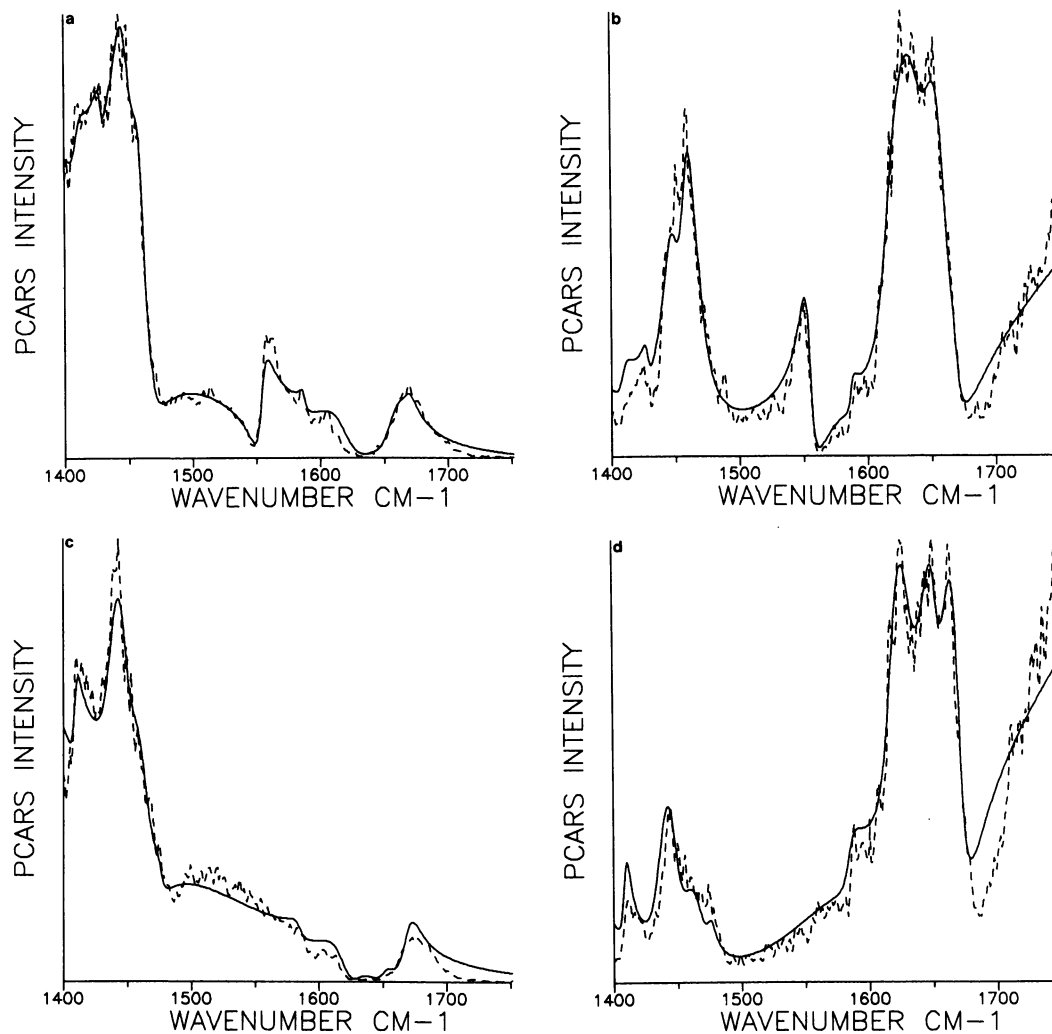 a
PCARS INTENSITY
1400 1500 1600 1700
WAVENUMBER CM-1
b
PCARS INTENSITY
1400 1500 1600 1700
WAVENUMBER CM-1
c
PCARS INTENSITY
1400 1500 1600 1700
WAVENUMBER CM-1
d
PCARS INTENSITY
1400 1500 1600 1700
WAVENUMBER CM-1